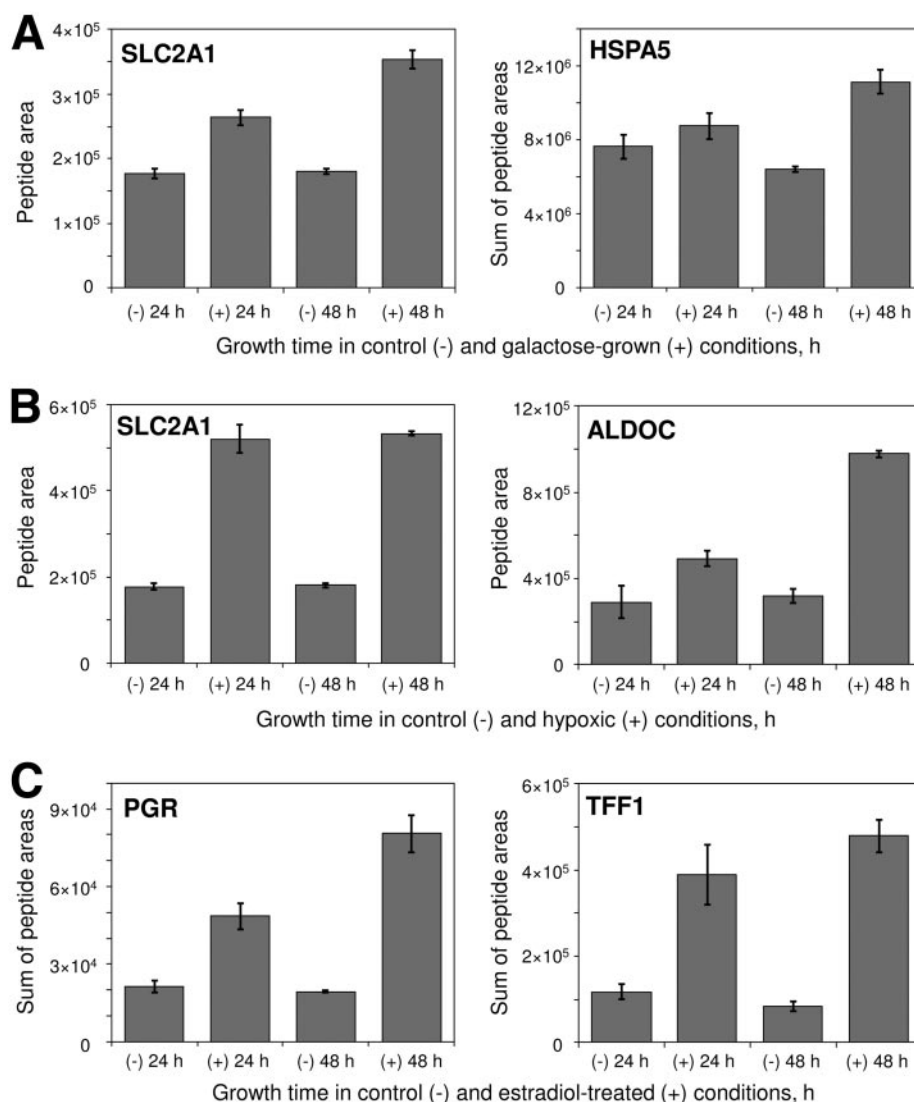 A
SLC2A1
4×10⁵
3×10⁵
2×10⁵
1×10⁵
0
Peptide area
(-) 24 h (+) 24 h (-) 48 h (+) 48 h
HSPA5
12×10⁶
8×10⁶
4×10⁶
0
Sum of peptide areas
(-) 24 h (+) 24 h (-) 48 h (+) 48 h
Growth time in control (-) and galactose-grown (+) conditions, h
B
SLC2A1
6×10⁵
4×10⁵
2×10⁵
0
Peptide area
(-) 24 h (+) 24 h (-) 48 h (+) 48 h
ALDOC
12×10⁵
8×10⁵
4×10⁵
0
Peptide area
(-) 24 h (+) 24 h (-) 48 h (+) 48 h
Growth time in control (-) and hypoxic (+) conditions, h
C
PGR
9×10⁴
6×10⁴
3×10⁴
0
Sum of peptide areas
(-) 24 h (+) 24 h (-) 48 h (+) 48 h
TFF1
6×10⁵
4×10⁵
2×10⁵
0
Sum of peptide areas
(-) 24 h (+) 24 h (-) 48 h (+) 48 h
Growth time in control (-) and estradiol-treated (+) conditions, h